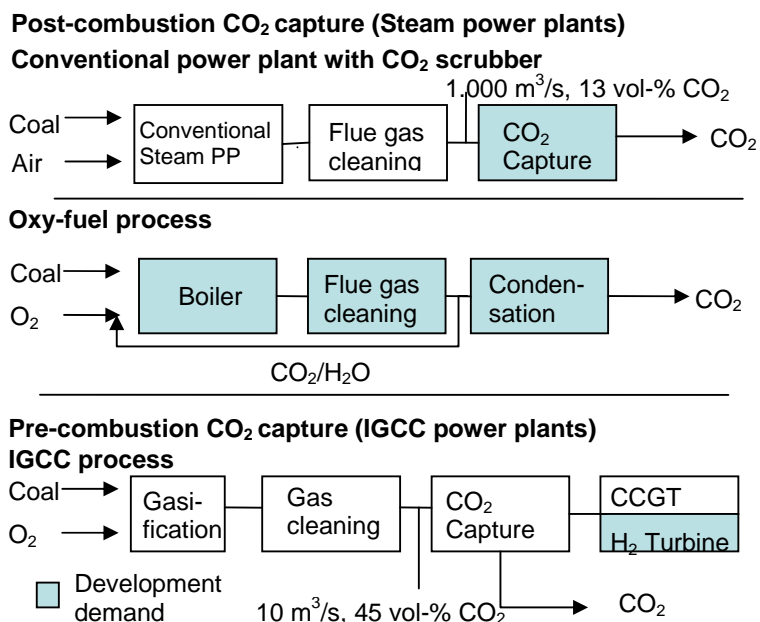 Post-combustion CO₂ capture (Steam power plants)
Conventional power plant with CO₂ scrubber
1.000 m³/s, 13 vol-% CO₂
Coal
Air
Conventional
Steam PP
Flue gas
cleaning
CO₂
Capture
CO₂
Oxy-fuel process
Coal
O₂
Boiler
Flue gas
cleaning
Conden-
sation
CO₂
CO₂/H₂O
Pre-combustion CO₂ capture (IGCC power plants)
IGCC process
Coal
O₂
Gasi-
fication
Gas
cleaning
CO₂
Capture
CCGT
H₂ Turbine
Development
demand
10 m³/s, 45 vol-% CO₂
CO₂